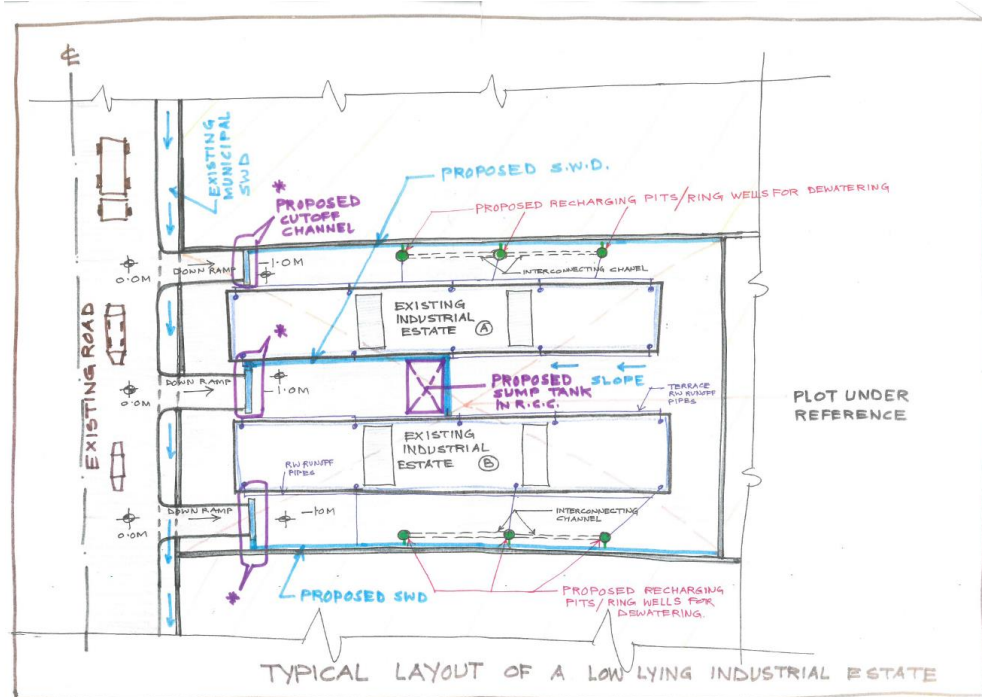 ℄
EXISTING
MUNICIPAL
SWD
*
PROPOSED
CUTOFF
CHANNEL
PROPOSED S.W.D.
PROPOSED RECHARGING PITS/RING WELLS FOR DEWATERING
0.0M
DOWN RAMP
-1.0M
INTERCONNECTING CHANEL
EXISTING
INDUSTRIAL
ESTATE (A)
*
EXISTING ROAD
DOWN RAMP
0.0M
-1.0M
PROPOSED
SUMP TANK
IN R.C.C.
SLOPE
TERRACE
RW RUNOFF
PIPES
PLOT UNDER
REFERENCE
EXISTING
INDUSTRIAL
ESTATE (B)
RW RUNOFF
PIPES
DOWN RAMP
0.0M
-1.0M
INTERCONNECTING
CHANNEL
*
PROPOSED SWD
PROPOSED RECHARGING
PITS/RING WELLS FOR
DEWATERING.
TYPICAL LAYOUT OF A LOW LYING INDUSTRIAL ESTATE